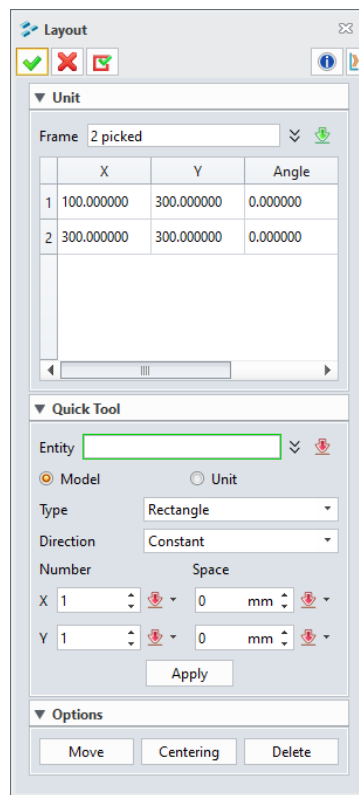 Layout
Unit
Frame 2 picked
X Y Angle
1 100.000000 300.000000 0.000000
2 300.000000 300.000000 0.000000
Quick Tool
Entity
Model Unit
Type Rectangle
Direction Constant
Number Space
X 1 0 mm
Y 1 0 mm
Apply
Options
Move Centering Delete